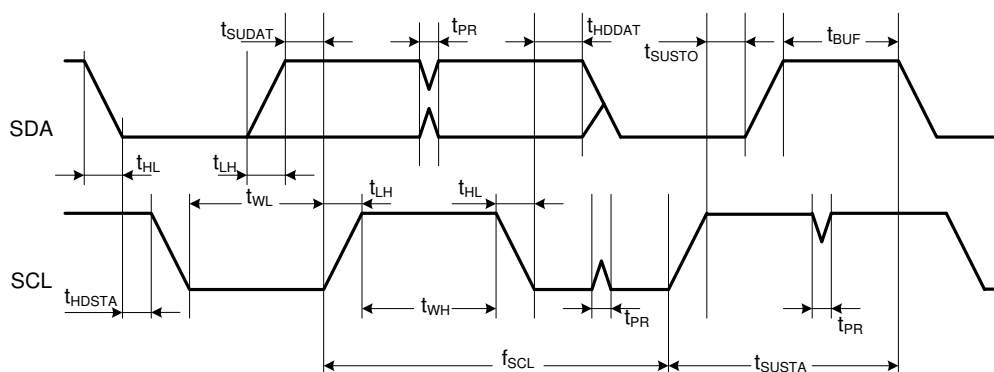 tSUDAT
tPR
tHDDAT
tSUSTO
tBUF
SDA
tHL
tLH
tWL
tLH
tHL
SCL
tHDSTA
tWH
tPR
tPR
fSCL
tSUSTA